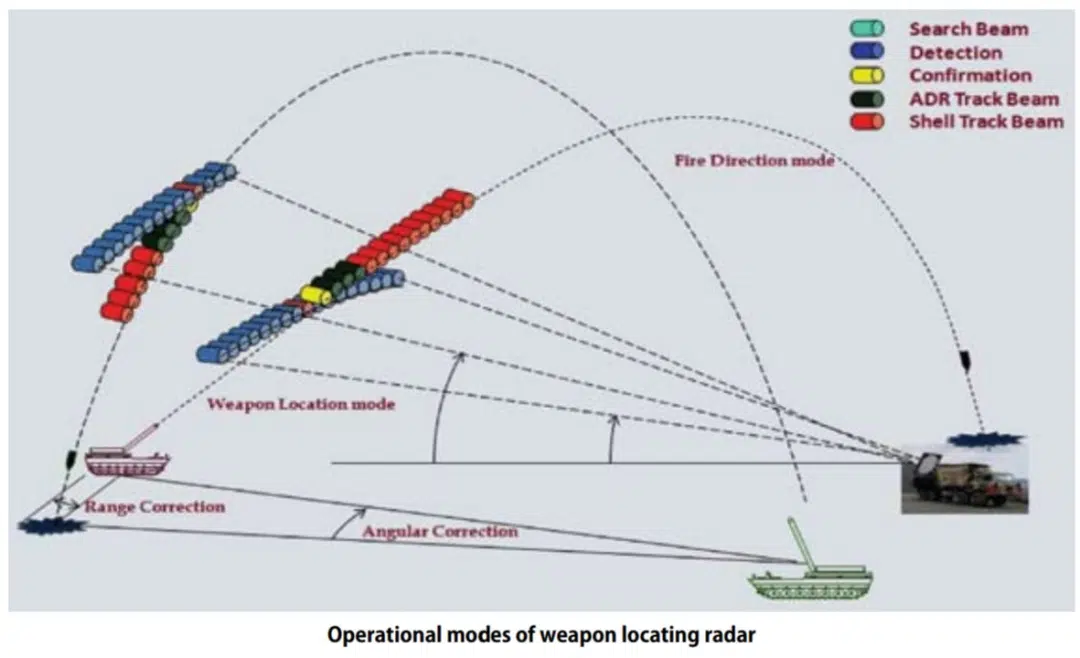 Search Beam
Detection
Confirmation
ADR Track Beam
Shell Track Beam
Fire Direction mode
Weapon Location mode
Range Correction
Angular Correction
Operational modes of weapon locating radar